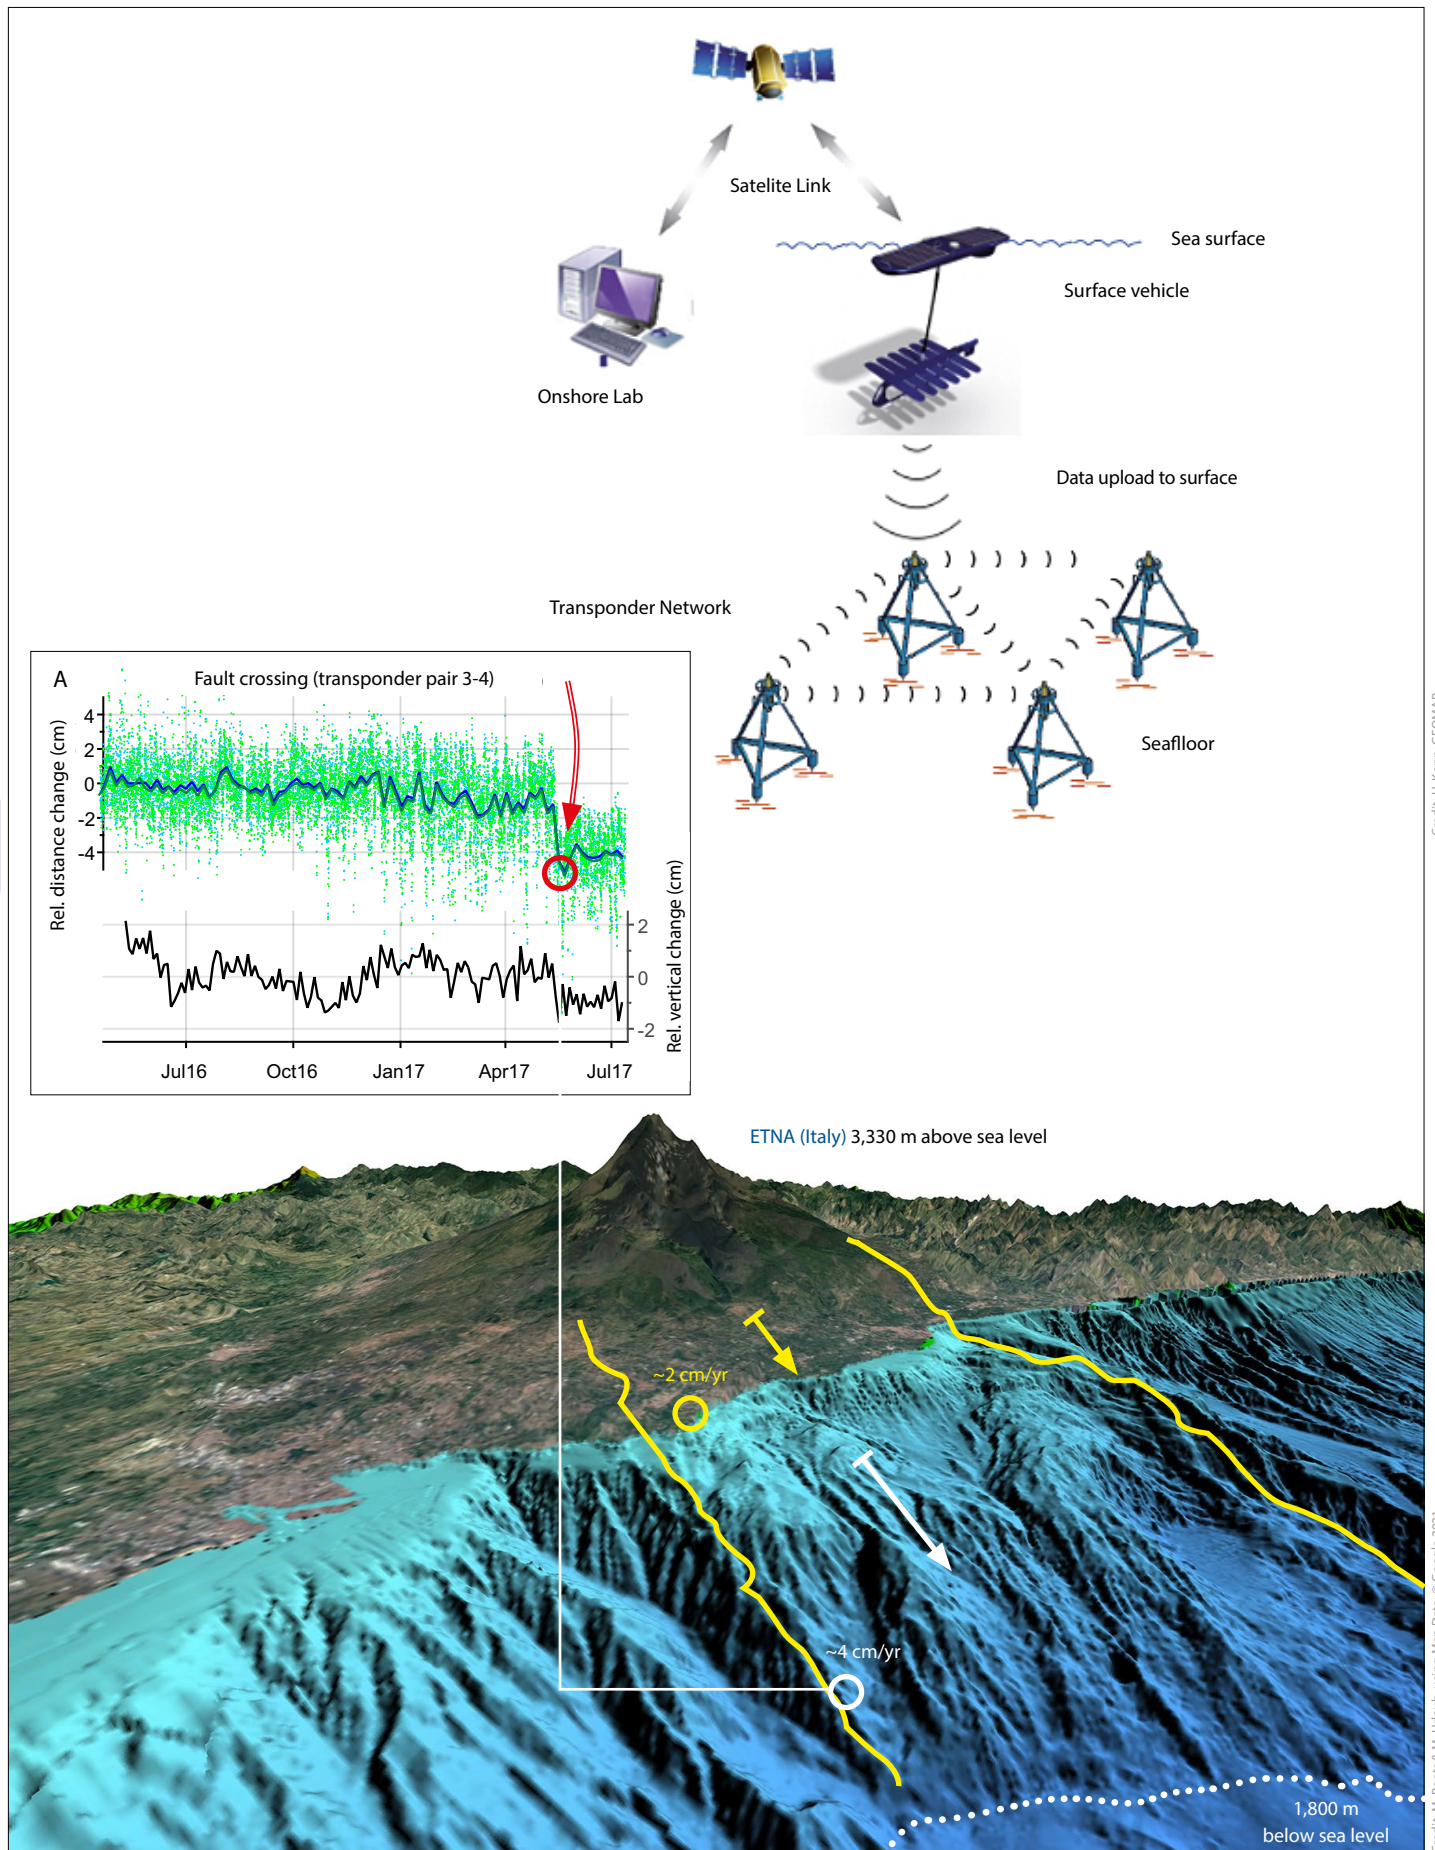 Satelite Link
Sea surface
Surface vehicle
Onshore Lab
Data upload to surface
Transponder Network
Seaflloor
A
Fault crossing (transponder pair 3-4)
Rel. distance change (cm)
4
2
0
-2
-4
Rel. vertical change (cm)
2
0
-2
Jul16
Oct16
Jan17
Apr17
Jul17
ETNA (Italy) 3,330 m above sea level
~2 cm/yr
~4 cm/yr
1,800 m
below sea level